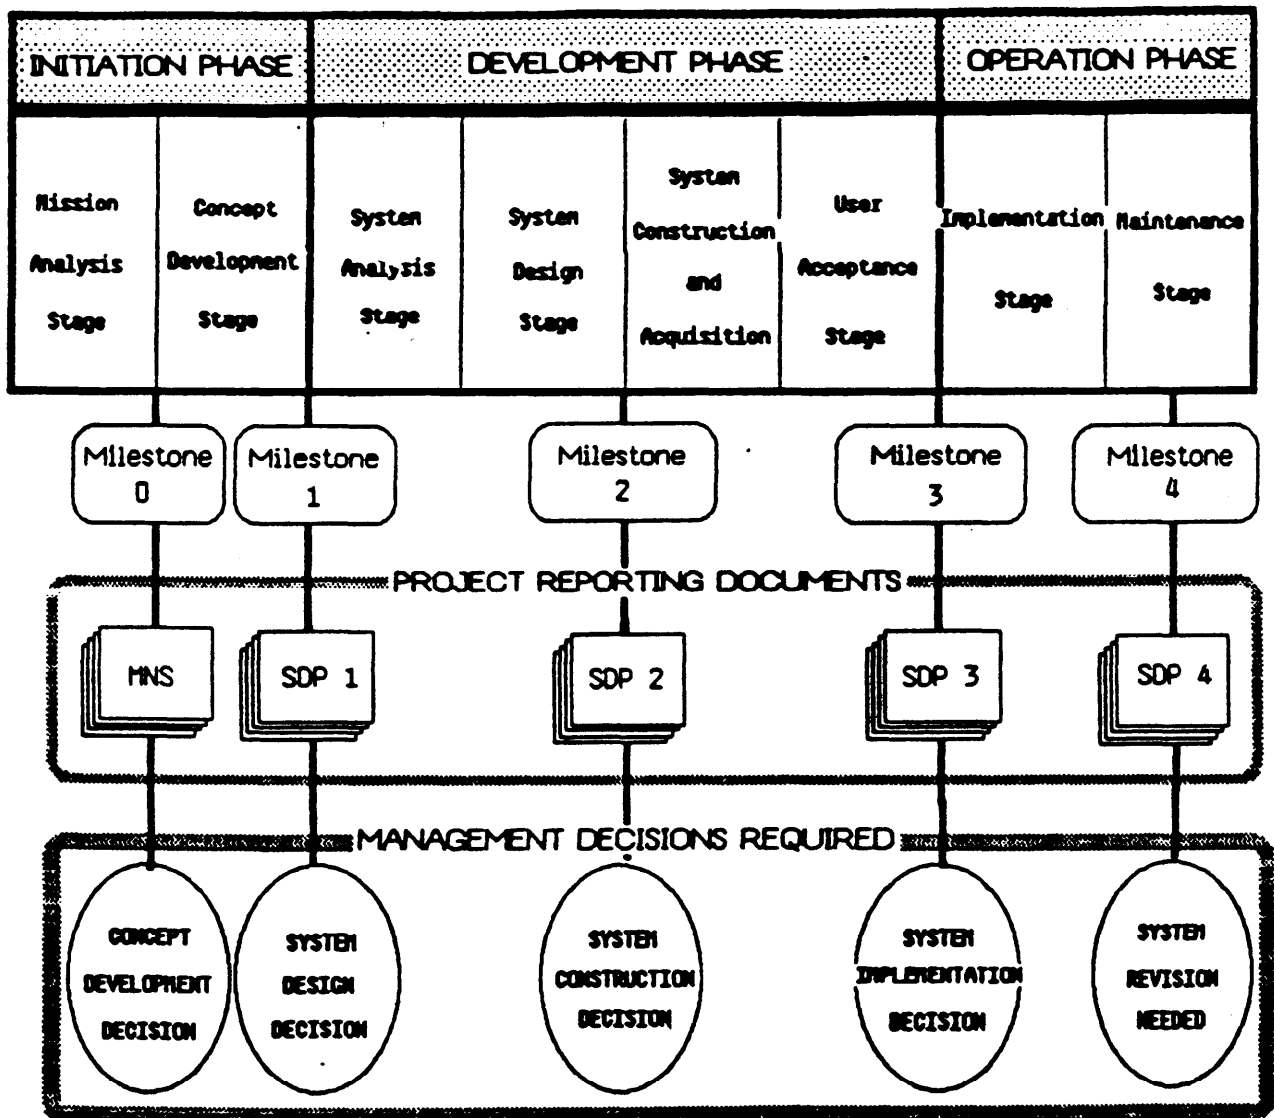 INITIATION PHASE
DEVELOPMENT PHASE
OPERATION PHASE
Mission
Analysis
Stage
Concept
Development
Stage
System
Analysis
Stage
System
Design
Stage
System
Construction
and
Acquisition
User
Acceptance
Stage
Implementation
Stage
Maintenance
Stage
Milestone
0
Milestone
1
Milestone
2
Milestone
3
Milestone
4
PROJECT REPORTING DOCUMENTS
MNS
SDP 1
SDP 2
SDP 3
SDP 4
MANAGEMENT DECISIONS REQUIRED
CONCEPT
DEVELOPMENT
DECISION
SYSTEM
DESIGN
DECISION
SYSTEM
CONSTRUCTION
DECISION
SYSTEM
IMPLEMENTATION
DECISION
SYSTEM
REVISION
NEEDED